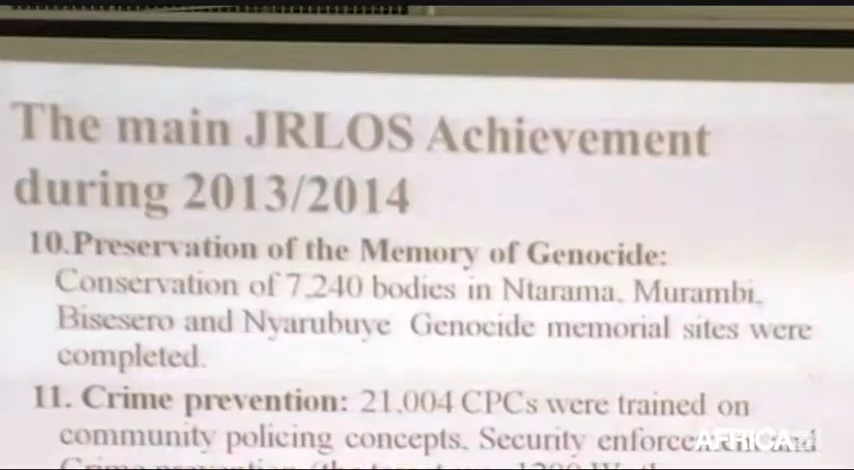 The main JRLOS Achievement
during 2013/2014
10.Preservation of the Memory of Genocide:
Conservation of 7,240 bodies in Ntarama, Murambi,
Bisesero and Nyarubuye Genocide memorial sites were
completed.
11. Crime prevention: 21,004 CPCs were trained on
community policing concepts. Security
AFRICA24